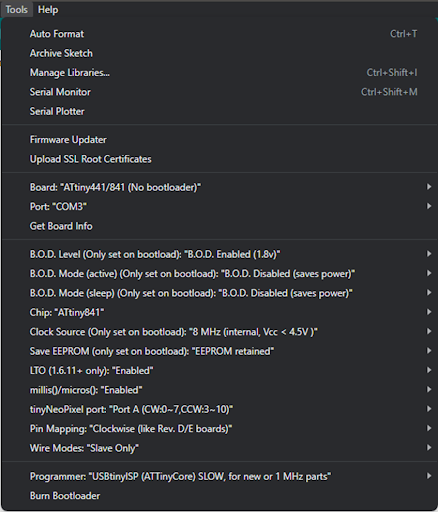 Tools Help
Auto Format Ctrl+T
Archive Sketch
Manage Libraries... Ctrl+Shift+I
Serial Monitor Ctrl+Shift+M
Serial Plotter
Firmware Updater
Upload SSL Root Certificates
Board: "ATtiny441/841 (No bootloader)"
Port: "COM3"
Get Board Info
B.O.D. Level (Only set on bootload): "B.O.D. Enabled (1.8v)"
B.O.D. Mode (active) (Only set on bootload): "B.O.D. Disabled (saves power)"
B.O.D. Mode (sleep) (Only set on bootload): "B.O.D. Disabled (saves power)"
Chip: "ATtiny841"
Clock Source (Only set on bootload): "8 MHz (internal, Vcc < 4.5V )"
Save EEPROM (only set on bootload): "EEPROM retained"
LTO (1.6.11+ only): "Enabled"
millis()/micros(): "Enabled"
tinyNeoPixel port: "Port A (CW:0~7,CCW:3~10)"
Pin Mapping: "Clockwise (like Rev. D/E boards)"
Wire Modes: "Slave Only"
Programmer: "USBtinyISP (ATTinyCore) SLOW, for new or 1 MHz parts"
Burn Bootloader